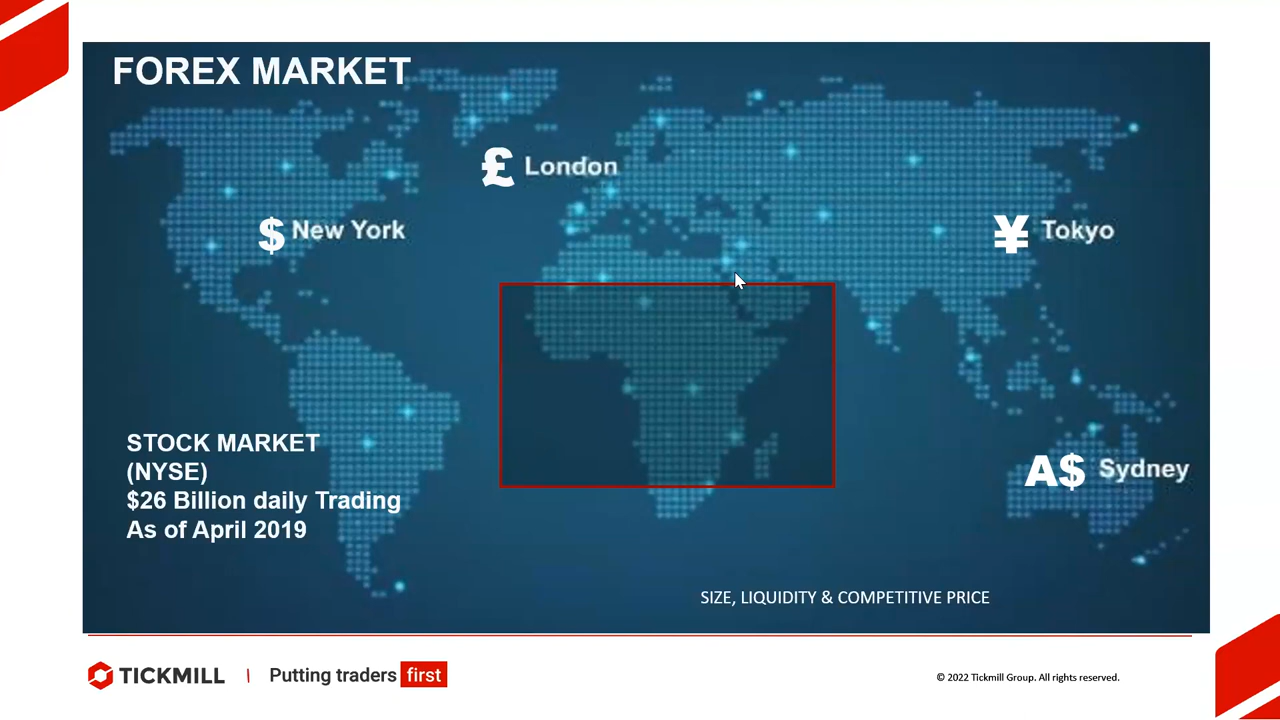 FOREX MARKET
£ London
$ New York
¥ Tokyo
STOCK MARKET
(NYSE)
$26 Billion daily Trading
As of April 2019
A$ Sydney
SIZE, LIQUIDITY & COMPETITIVE PRICE
TICKMILL | Putting traders first
© 2022 Tickmill Group. All rights reserved.